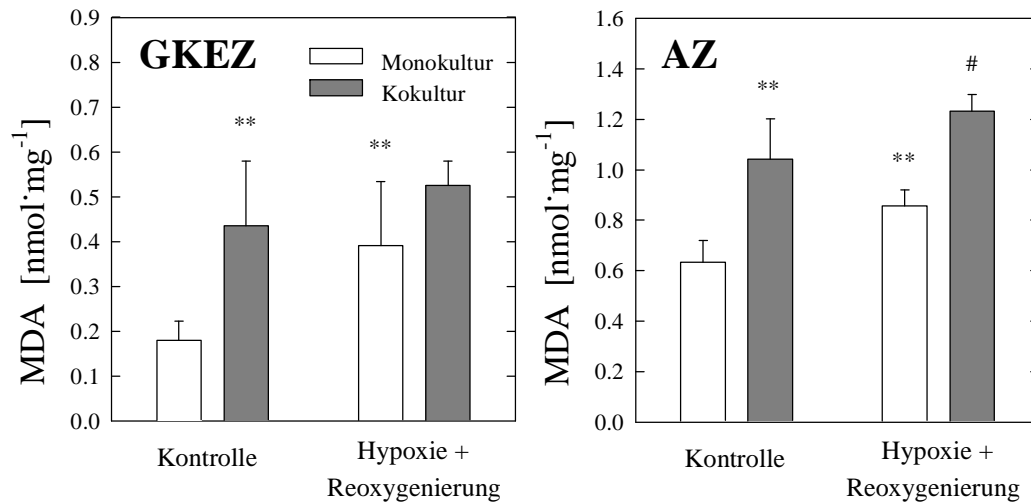 GKEZ
Monokultur
Kokultur
**
**
MDA [nmol·mg⁻¹]
0.9
0.8
0.7
0.6
0.5
0.4
0.3
0.2
0.1
0.0
Kontrolle
Hypoxie +
Reoxygenierung
AZ
**
**
#
MDA [nmol·mg⁻¹]
1.6
1.4
1.2
1.0
0.8
0.6
0.4
0.2
0.0
Kontrolle
Hypoxie +
Reoxygenierung